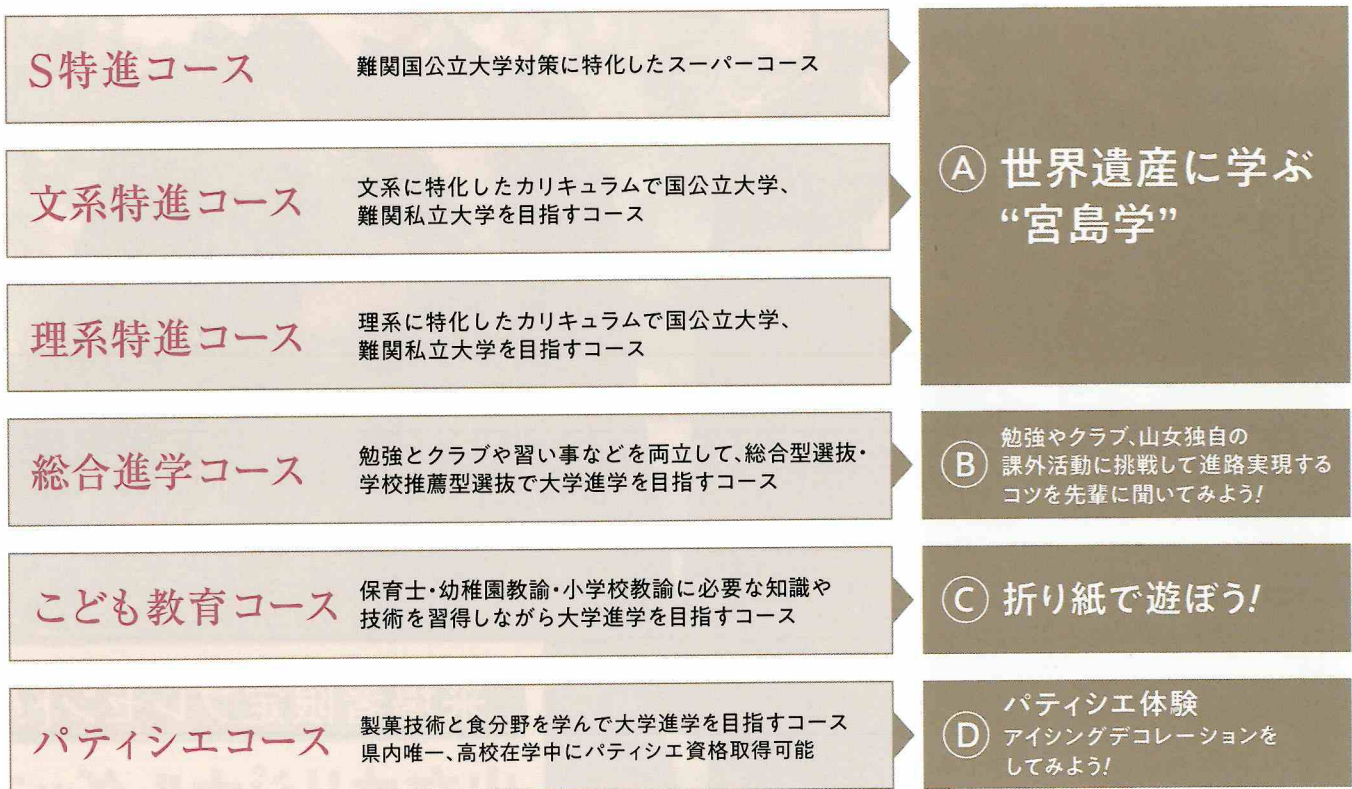 S特進コース
難関国公立大学対策に特化したスーパーコース
文系特進コース
文系に特化したカリキュラムで国公立大学、
難関私立大学を目指すコース
理系特進コース
理系に特化したカリキュラムで国公立大学、
難関私立大学を目指すコース
Ⓐ 世界遺産に学ぶ
“宮島学”
総合進学コース
勉強とクラブや習い事などを両立して、総合型選抜・
学校推薦型選抜で大学進学を目指すコース
Ⓑ 勉強やクラブ、山女独自の
課外活動に挑戦して進路実現する
コツを先輩に聞いてみよう!
こども教育コース
保育士・幼稚園教諭・小学校教諭に必要な知識や
技術を習得しながら大学進学を目指すコース
Ⓒ 折り紙で遊ぼう!
パティシエコース
製菓技術と食分野を学んで大学進学を目指すコース
県内唯一、高校在学中にパティシエ資格取得可能
Ⓓ パティシエ体験
アイシングデコレーションを
してみよう!